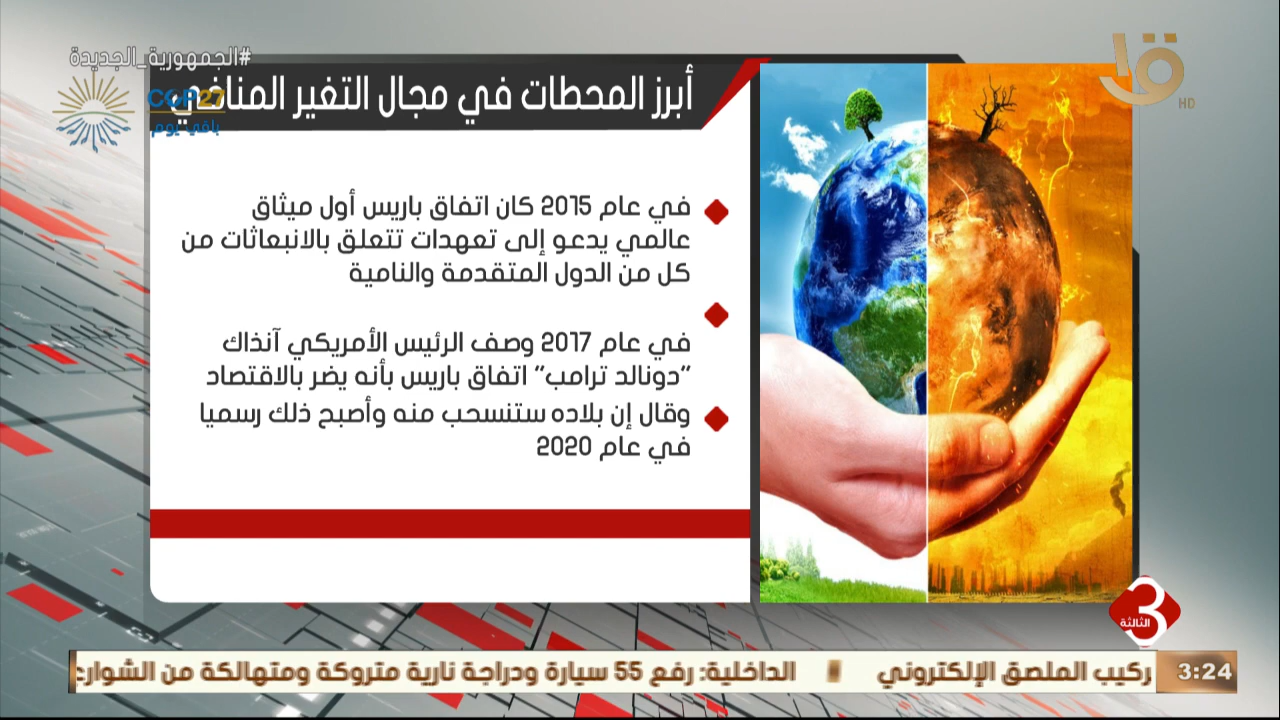 #الجمهورية_الجديدة
COP27
باقي يوم
HD
أبرز المحطات في مجال التغير المناخي
في عام 2015 كان اتفاق باريس أول ميثاق
عالمي يدعو إلى تعهدات تتعلق بالانبعاثات من
كل من الدول المتقدمة والنامية
في عام 2017 وصف الرئيس الأمريكي آنذاك
"دونالد ترامب" اتفاق باريس بأنه يضر بالاقتصاد
وقال إن بلاده ستنسحب منه وأصبح ذلك رسميا
في عام 2020
3
الثالثة
3:24 ركيب الملصق الإلكتروني الداخلية: رفع 55 سيارة ودراجة نارية متروكة ومتهالكة من الشوارع